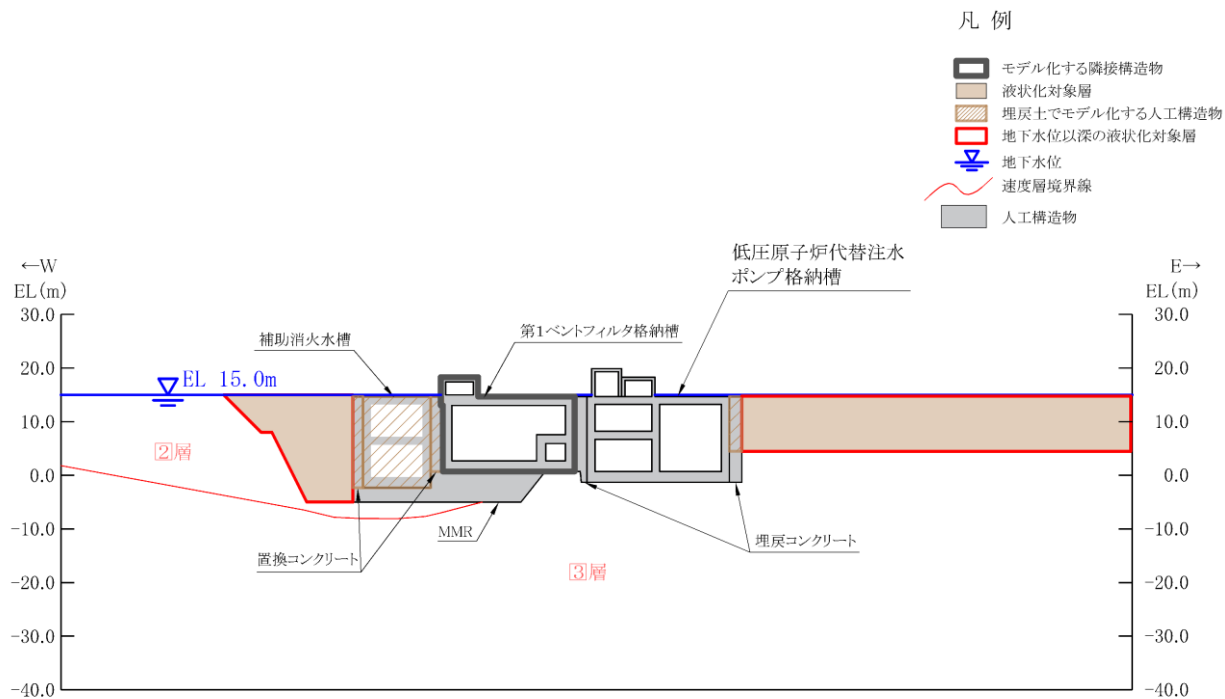 凡 例
モデル化する隣接構造物
液状化対象層
埋戻土でモデル化する人工構造物
地下水位以深の液状化対象層
地下水位
速度層境界線
人工構造物
←W
EL(m)
E→
EL(m)
低圧原子炉代替注水
ポンプ格納槽
第1ベントフィルタ格納槽
補助消火水槽
EL 15.0m
②層
③層
MMR
置換コンクリート
埋戻コンクリート
30.0
20.0
10.0
0.0
-10.0
-20.0
-30.0
-40.0
30.0
20.0
10.0
0.0
-10.0
-20.0
-30.0
-40.0